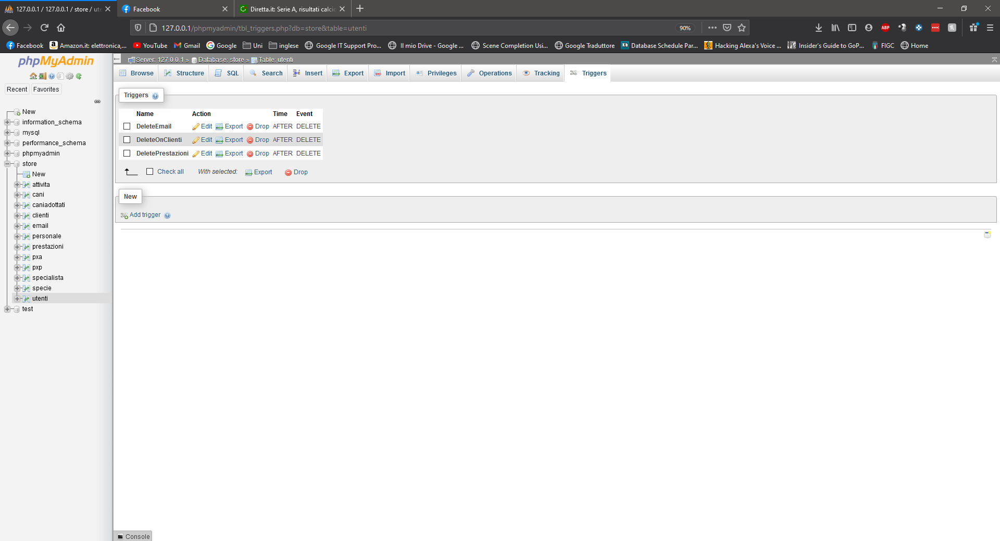 127.0.0.1 / 127.0.0.1 / store / ute
Facebook
Diretta.it: Serie A, risultati calcio
127.0.0.1/phpmyadmin/tbl_triggers.php?db=store&table=utenti
90%
ABP
Facebook
Amazon.it: elettronica,...
YouTube
Gmail
Google
Uni
inglese
Google IT Support Pro...
Il mio Drive - Google ...
Scene Completion Usi...
Google Traduttore
Kh
Database Schedule Par...
Hacking Alexa's Voice ...
Insider's Guide to GoP...
FIGC
Home
phpMyAdmin
Recent
Favorites
New
information_schema
mysql
performance_schema
phpmyadmin
store
New
attivita
cani
caniadottati
clienti
email
personale
prestazioni
pxa
pxp
specialista
specie
utenti
test
Server: 127.0.0.1 » Database: store » Table: utenti
Browse Structure SQL Search Insert Export Import Privileges Operations Tracking Triggers
Triggers
Name Action Time Event
DeleteEmail Edit Export Drop AFTER DELETE
DeleteOnClienti Edit Export Drop AFTER DELETE
DeletePrestazioni Edit Export Drop AFTER DELETE
Check all With selected: Export Drop
New
Add trigger
Console